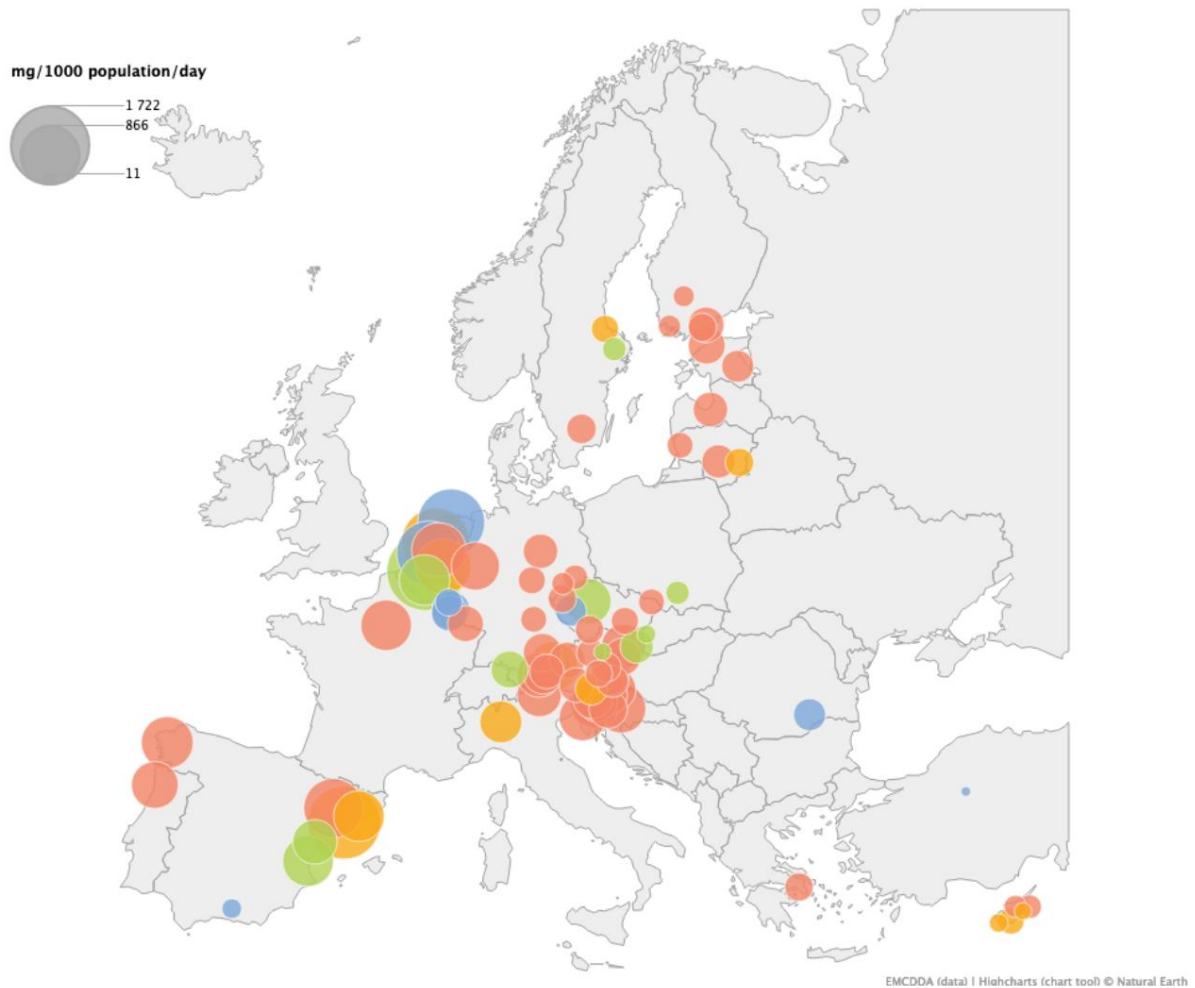 mg/1000 population/day
1 722
866
11
EMCDDA (data) | Highcharts (chart tool) © Natural Earth